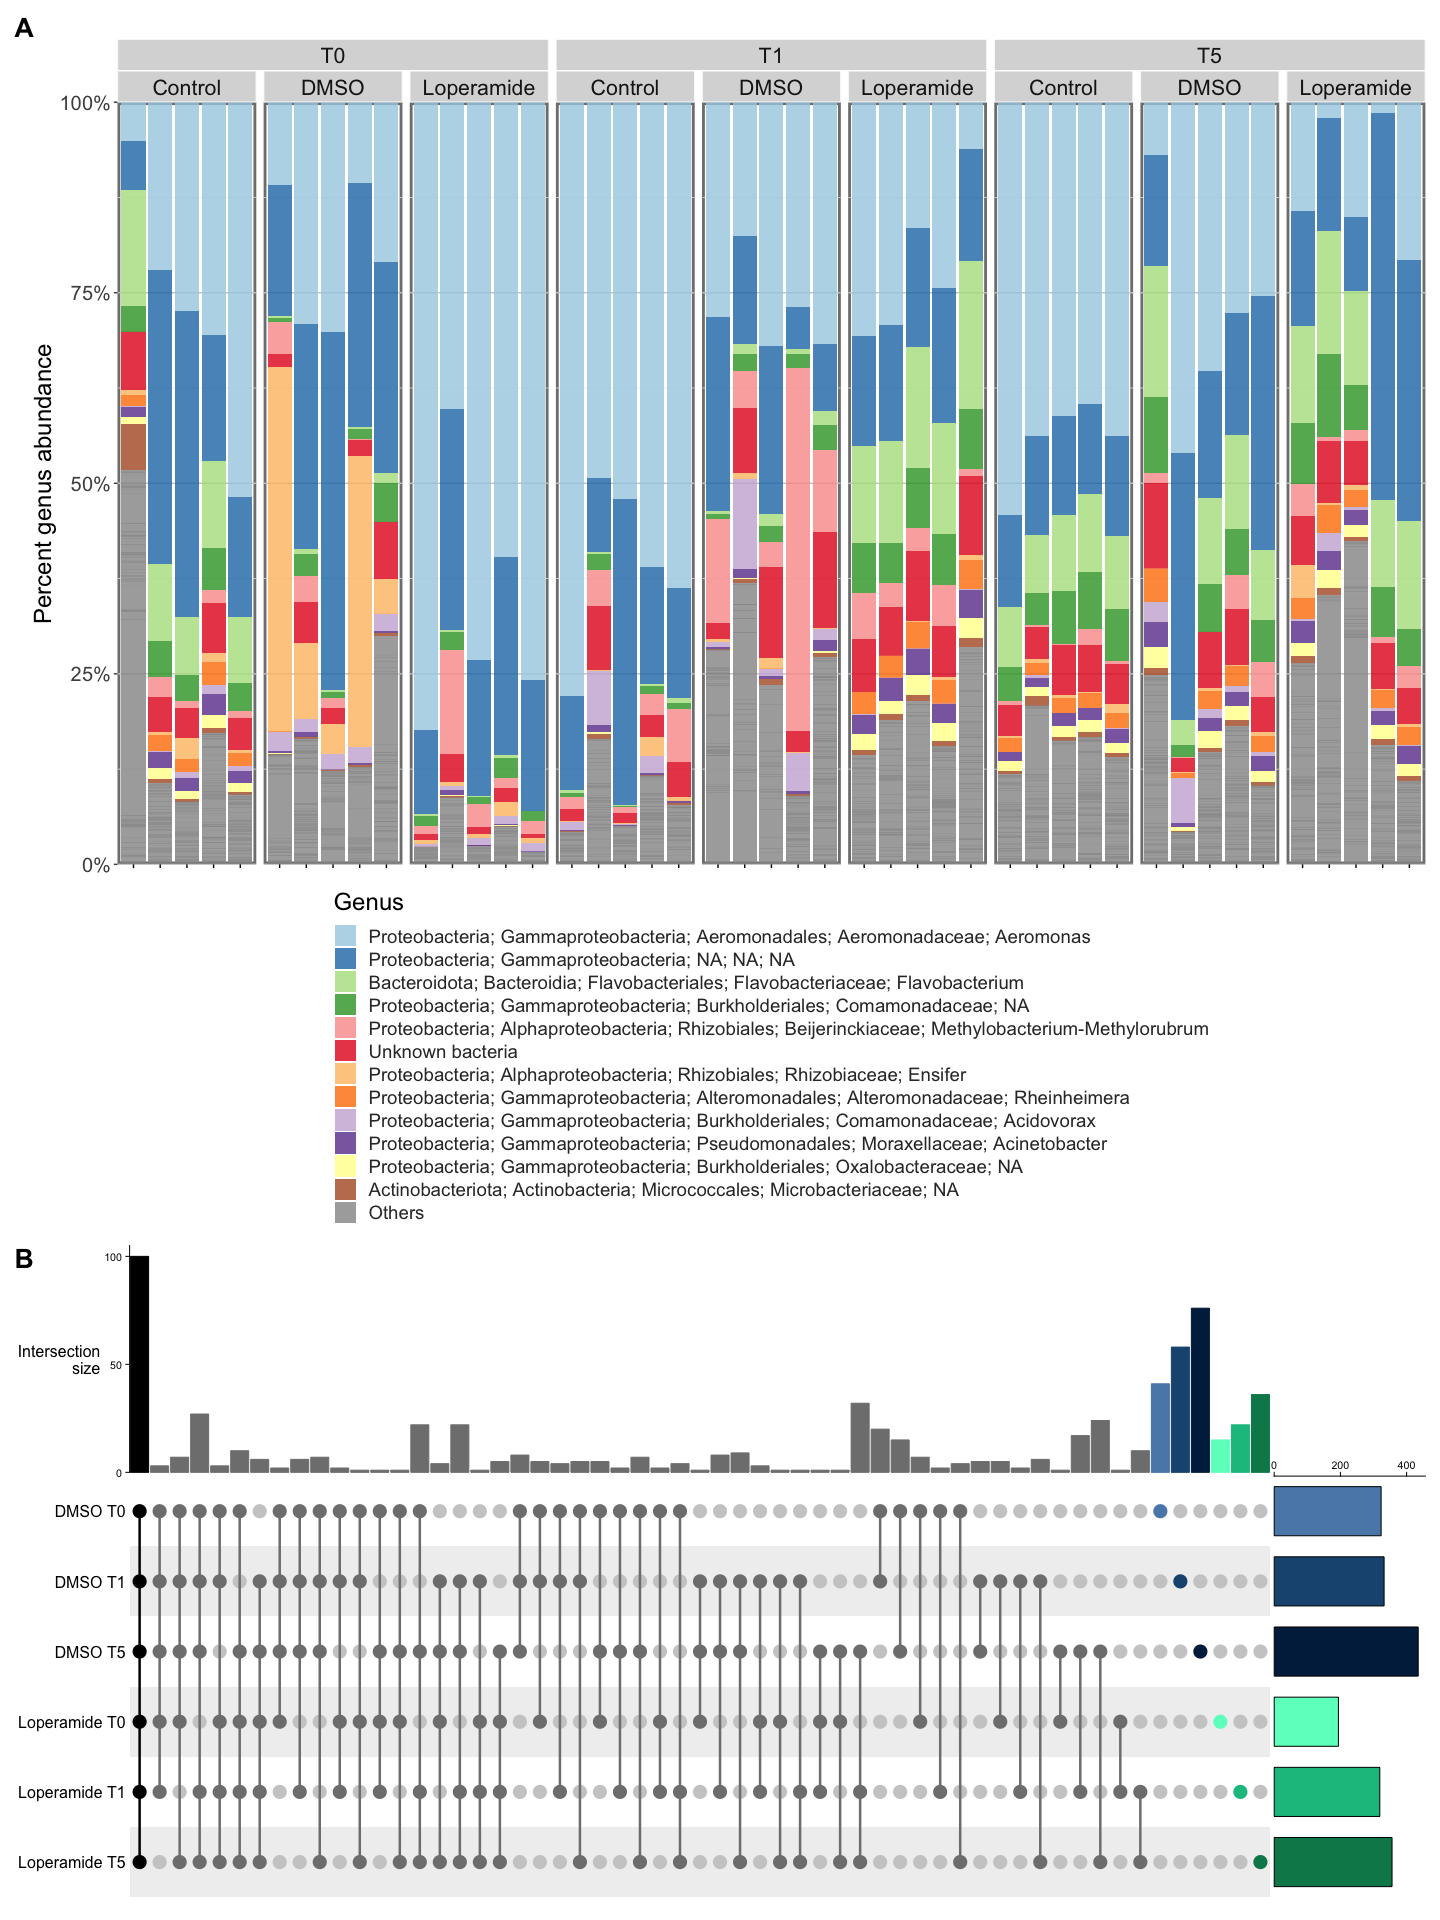 A
T0
T1
T5
Control
DMSO
Loperamide
Control
DMSO
Loperamide
Control
DMSO
Loperamide
100%
75%
50%
25%
0%
Percent genus abundance
Genus
Proteobacteria; Gammaproteobacteria; Aeromonadales; Aeromonadaceae; Aeromonas
Proteobacteria; Gammaproteobacteria; NA; NA; NA
Bacteroidota; Bacteroidia; Flavobacteriales; Flavobacteriaceae; Flavobacterium
Proteobacteria; Gammaproteobacteria; Burkholderiales; Comamonadaceae; NA
Proteobacteria; Alphaproteobacteria; Rhizobiales; Beijerinckiaceae; Methylobacterium-Methylorubrum
Unknown bacteria
Proteobacteria; Alphaproteobacteria; Rhizobiales; Rhizobiaceae; Ensifer
Proteobacteria; Gammaproteobacteria; Alteromonadales; Alteromonadaceae; Rheinheimera
Proteobacteria; Gammaproteobacteria; Burkholderiales; Comamonadaceae; Acidovorax
Proteobacteria; Gammaproteobacteria; Pseudomonadales; Moraxellaceae; Acinetobacter
Proteobacteria; Gammaproteobacteria; Burkholderiales; Oxalobacteraceae; NA
Actinobacteriota; Actinobacteria; Micrococcales; Microbacteriaceae; NA
Others
B
100
50
0
Intersection
size
0
200
400
DMSO T0
DMSO T1
DMSO T5
Loperamide T0
Loperamide T1
Loperamide T5